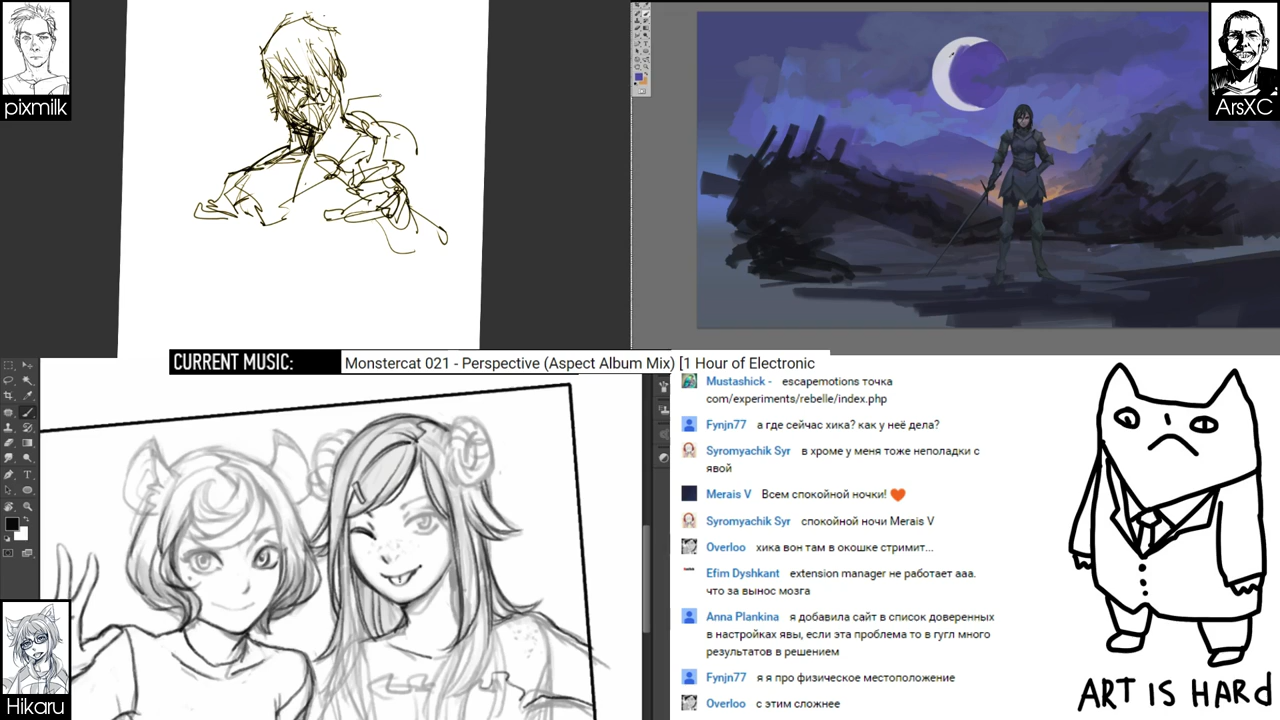 pixmilk
ArsXC
CURRENT MUSIC:
Monstercat 021 - Perspective (Aspect Album Mix) [1 Hour of Electronic
Mustashick - escapemotions точка
com/experiments/rebelle/index.php
Fynjn77 а где сейчас хика? как у неё дела?
Syromyachik Syr в хроме у меня тоже неполадки с
явой
Merais V Всем спокойной ночки!
Syromyachik Syr спокойной ночи Merais V
Overloo хика вон там в окошке стримит...
Efim Dyshkant extension manager не работает ааа.
что за вынос мозга
Anna Plankina я добавила сайт в список доверенных
в настройках явы, если эта проблема то в гугл много
результатов в решением
Fynjn77 я я про физическое местоположение
Overloo с этим сложнее
Hikaru
ART IS HARd